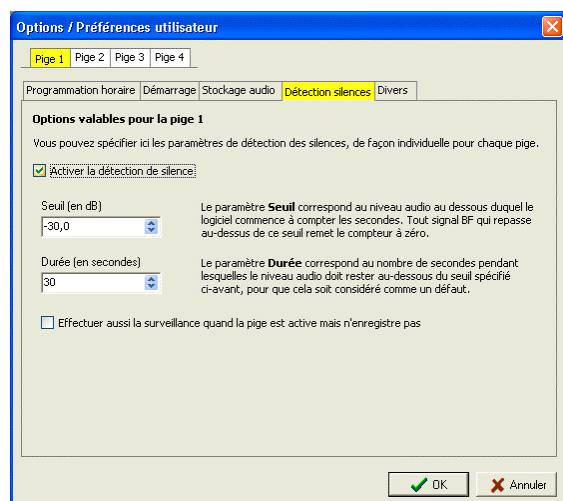 Options / Préférences utilisateur
Pige 1 Pige 2 Pige 3 Pige 4
Programmation horaire Démarrage Stockage audio Détection silences Divers
Options valables pour la pige 1
Vous pouvez spécifier ici les paramètres de détection des silences, de façon individuelle pour chaque pige.
Activer la détection de silence
Seuil (en dB)
-30,0
Le paramètre Seuil correspond au niveau audio au dessous duquel le
logiciel commence à compter les secondes. Tout signal BF qui repasse
au-dessus de ce seuil remet le compteur à zéro.
Durée (en secondes)
30
Le paramètre Durée correspond au nombre de secondes pendant
lesquelles le niveau audio doit rester au-dessous du seuil spécifié
ci-avant, pour que cela soit considéré comme un défaut.
Effectuer aussi la surveillance quand la pige est active mais n'enregistre pas
OK Annuler